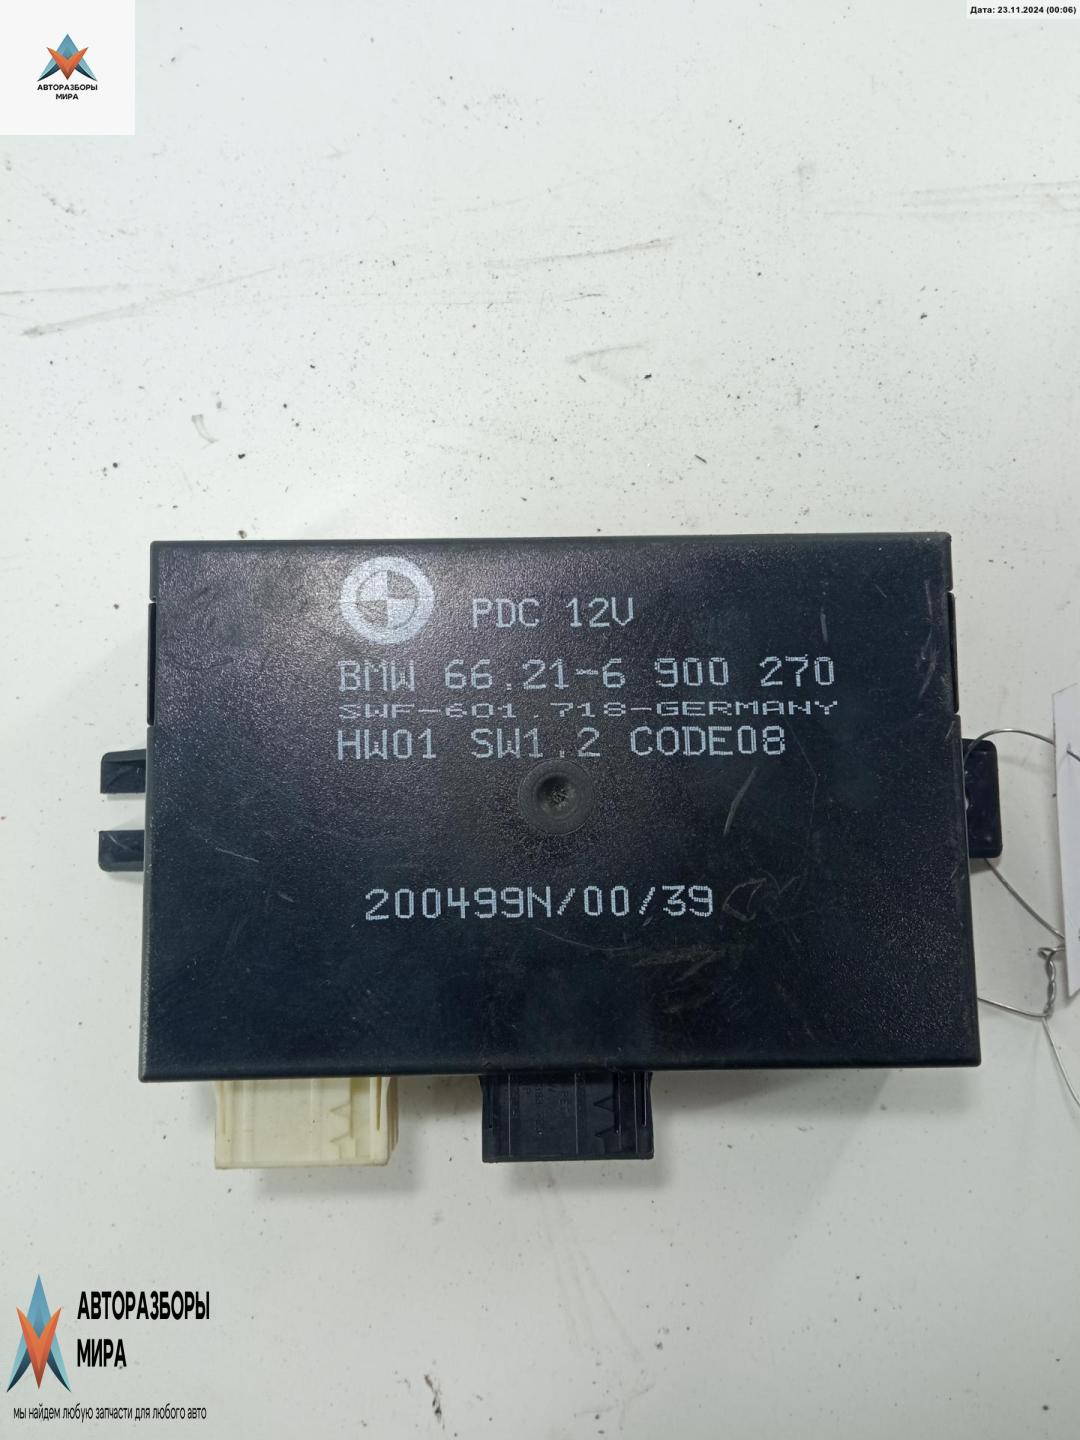 Дата: 23.11.2024 (00:06)
АВТОРАЗБОРЫ
МИРА
PDC 12V
BMW 66.21-6 900 270
SWF-601.718-GERMANY
HW01 SW1.2 CODE08
200499N/00/39
АВТОРАЗБОРЫ
МИРА
мы найдем любую запчасти для любого авто